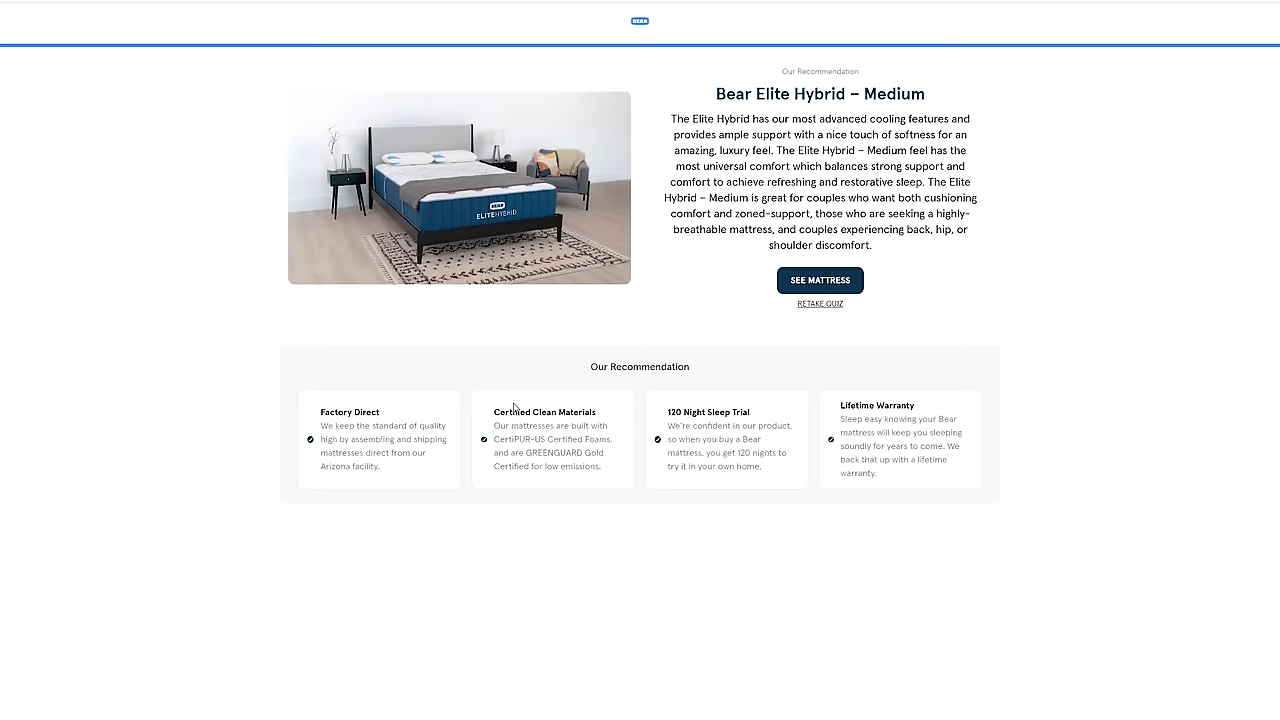 BEAR
Our Recommendation
Bear Elite Hybrid – Medium
The Elite Hybrid has our most advanced cooling features and
provides ample support with a nice touch of softness for an
amazing, luxury feel. The Elite Hybrid – Medium feel has the
most universal comfort which balances strong support and
comfort to achieve refreshing and restorative sleep. The Elite
Hybrid – Medium is great for couples who want both cushioning
comfort and zoned-support, those who are seeking a highly-
breathable mattress, and couples experiencing back, hip, or
shoulder discomfort.
BEAR
ELITEHYBRID
SEE MATTRESS
RETAKE QUIZ
Our Recommendation
Factory Direct
We keep the standard of quality
high by assembling and shipping
mattresses direct from our
Arizona facility.
Certified Clean Materials
Our mattresses are built with
CertiPUR-US Certified Foams,
and are GREENGUARD Gold
Certified for low emissions.
120 Night Sleep Trial
We're confident in our product,
so when you buy a Bear
mattress, you get 120 nights to
try it in your own home.
Lifetime Warranty
Sleep easy knowing your Bear
mattress will keep you sleeping
soundly for years to come. We
back that up with a lifetime
warranty.